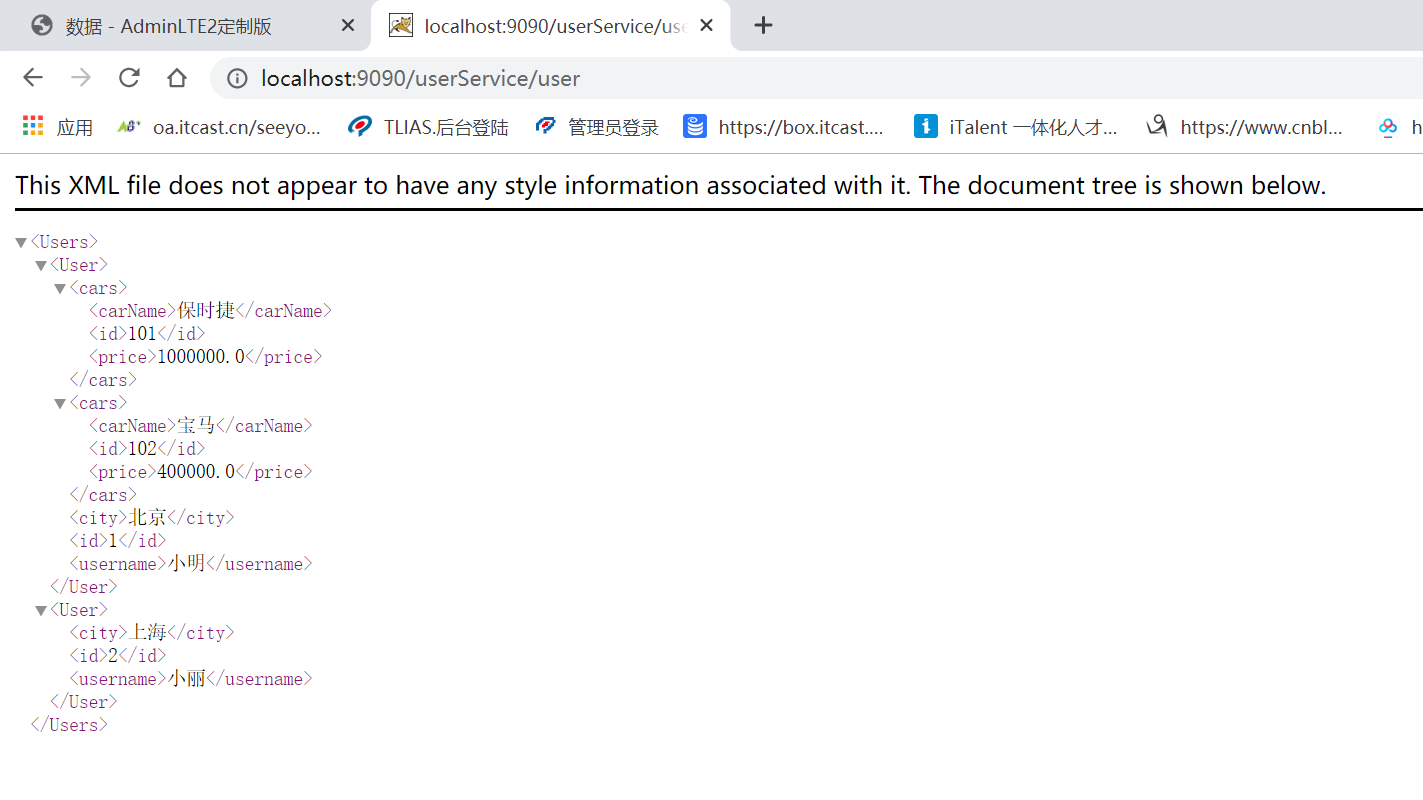 数据 - AdminLTE2定制版
localhost:9090/userService/use
localhost:9090/userService/user
应用
oa.itcast.cn/seeyo...
TLIAS.后台登陆
管理员登录
https://box.itcast....
iTalent 一体化人才...
https://www.cnbl...
h
This XML file does not appear to have any style information associated with it. The document tree is shown below.
<Users>
<User>
<cars>
<carName>保时捷</carName>
<id>101</id>
<price>1000000.0</price>
</cars>
<cars>
<carName>宝马</carName>
<id>102</id>
<price>400000.0</price>
</cars>
<city>北京</city>
<id>1</id>
<username>小明</username>
</User>
<User>
<city>上海</city>
<id>2</id>
<username>小丽</username>
</User>
</Users>